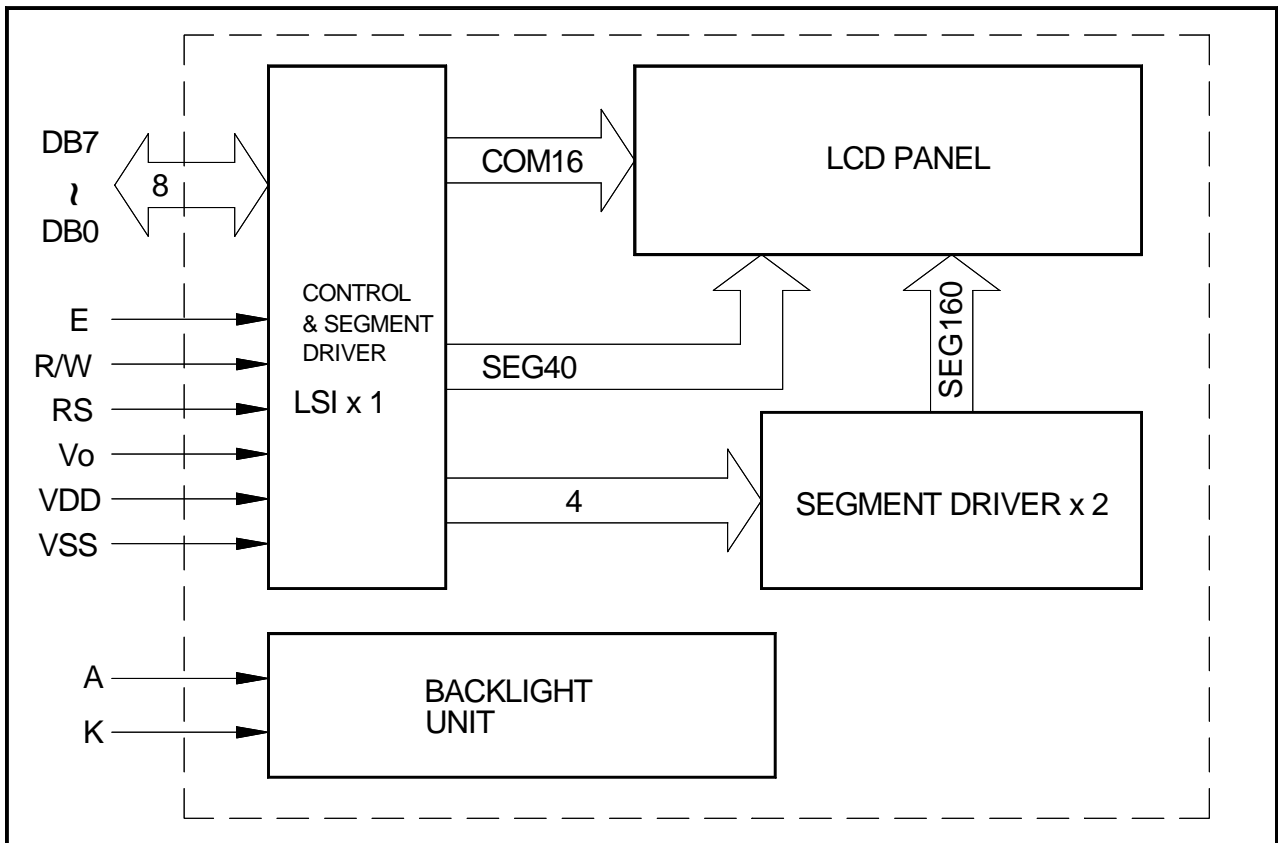 DB7
~
DB0
8
E
R/W
RS
Vo
VDD
VSS
A
K
CONTROL
& SEGMENT
DRIVER
LSI x 1
COM16
SEG40
4
LCD PANEL
SEG160
SEGMENT DRIVER x 2
BACKLIGHT
UNIT